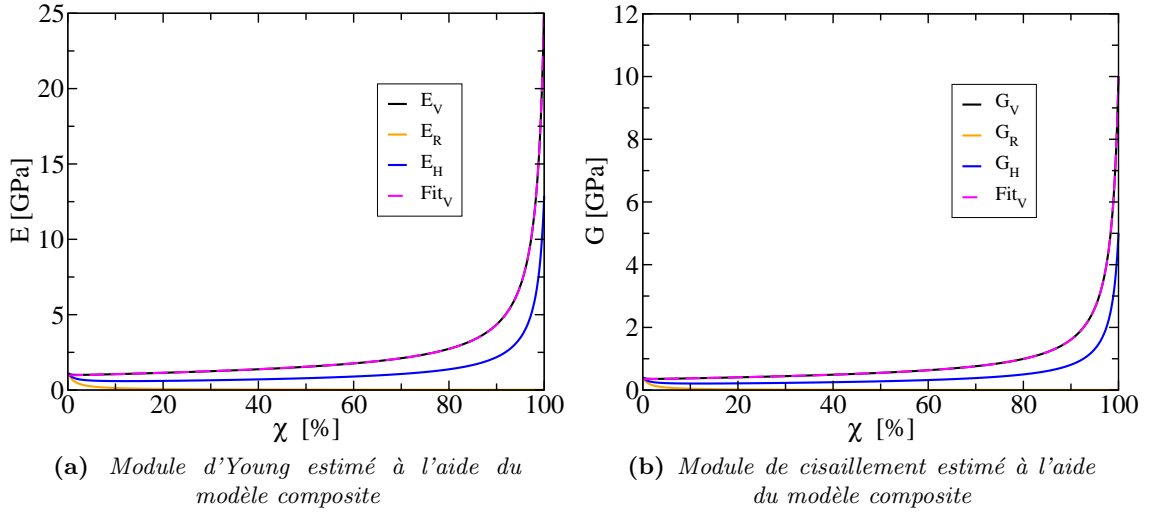 25
20
15
10
5
0
E [GPa]
E_V
E_R
E_H
Fit_V
0 20 40 60 80 100
χ [%]
(a) Module d'Young estimé à l'aide du
modèle composite
12
10
8
6
4
2
0
G [GPa]
G_V
G_R
G_H
Fit_V
0 20 40 60 80 100
χ [%]
(b) Module de cisaillement estimé à l'aide
du modèle composite